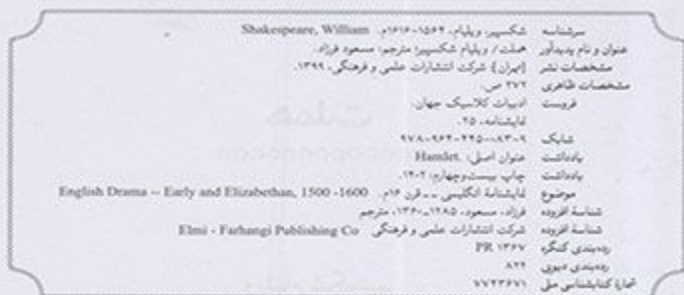 سرشناسه شکسپیر، ویلیام، ۱۵۶۴-۱۶۱۶م. Shakespeare, William
عنوان و نام پدیدآور هملت/ ویلیام شکسپیر؛ مترجم: مسعود فرزاد.
مشخصات نشر [تهران]: شرکت انتشارات علمی و فرهنگی، ۱۳۹۹.
مشخصات ظاهری ۲۷۲ ص.
فروست ادبیات کلاسیک جهان.
نمایشنامه، ۲۵.
شابک ۹۷۸-۹۶۴-۴۴۵-۰۸۳-۹
یادداشت عنوان اصلی: Hamlet.
یادداشت چاپ بیست‌وچهارم: ۱۴۰۲.
موضوع نمایشنامهٔ انگلیسی -- قرن ۱۶م. English Drama -- Early and Elizabethan, 1500 -1600
شناسهٔ افزوده فرزاد، مسعود، ۱۲۸۵-۱۳۶۰، مترجم
شناسهٔ افزوده شرکت انتشارات علمی و فرهنگی Elmi - Farhangi Publishing Co
رده‌بندی کنگره PR ۱۳۶۷
رده‌بندی دیویی ۸۲۲
شمارهٔ کتابشناسی ملی ۷۷۲۳۶۷۱